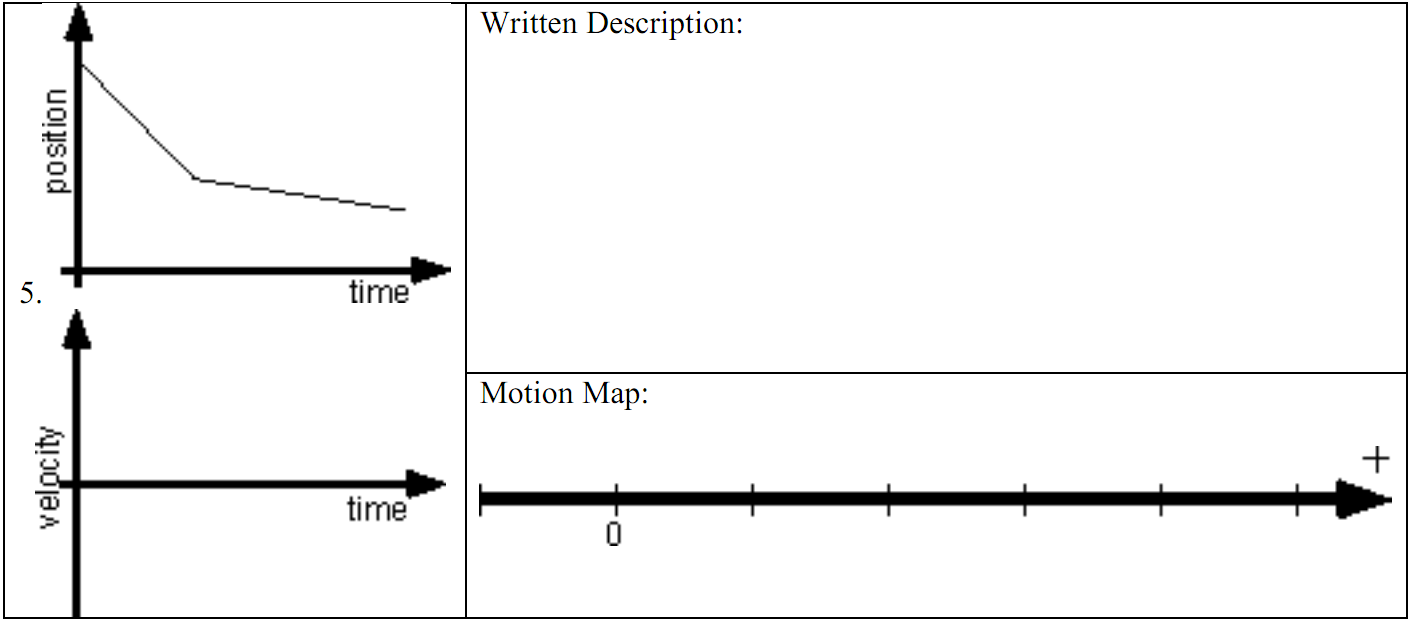 position
time
5.
velocity
time
Written Description:
Motion Map:
+
0